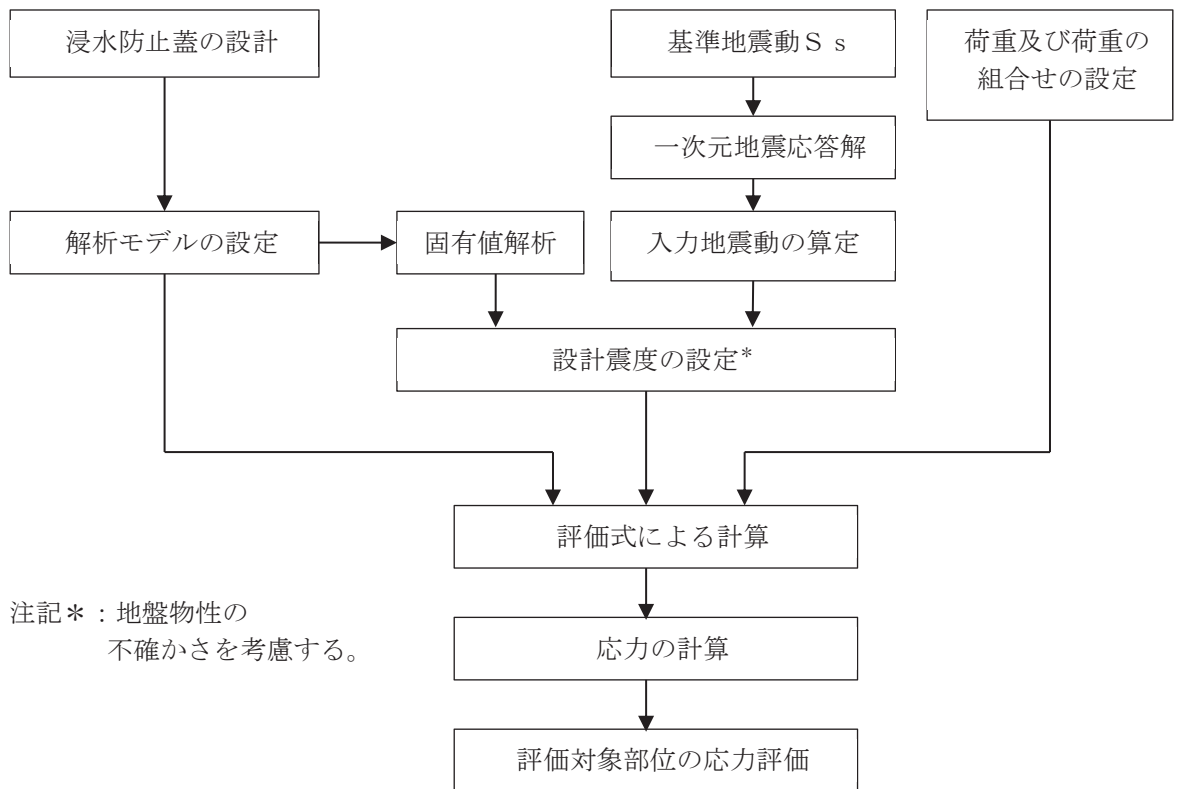 浸水防止蓋の設計
基準地震動Ｓｓ
荷重及び荷重の
組合せの設定
一次元地震応答解
解析モデルの設定
固有値解析
入力地震動の算定
設計震度の設定*
評価式による計算
注記＊：地盤物性の
不確かさを考慮する。
応力の計算
評価対象部位の応力評価